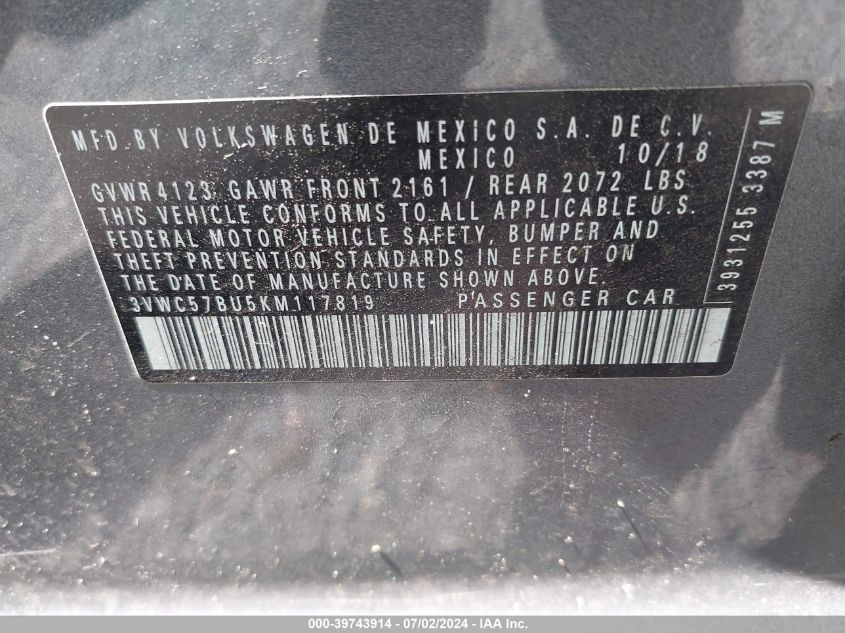 MFD BY VOLKSWAGEN DE MEXICO S.A. DE C.V.
MEXICO 10/18
GVWR 4123 GAWR FRONT 2161 / REAR 2072 LBS
THIS VEHICLE CONFORMS TO ALL APPLICABLE U.S.
FEDERAL MOTOR VEHICLE SAFETY, BUMPER AND
THEFT PREVENTION STANDARDS IN EFFECT ON
THE DATE OF MANUFACTURE SHOWN ABOVE.
3VWC57BU5KM117819 PASSENGER CAR
3931255 3387 M
000-39743914 - 07/02/2024 - IAA Inc.